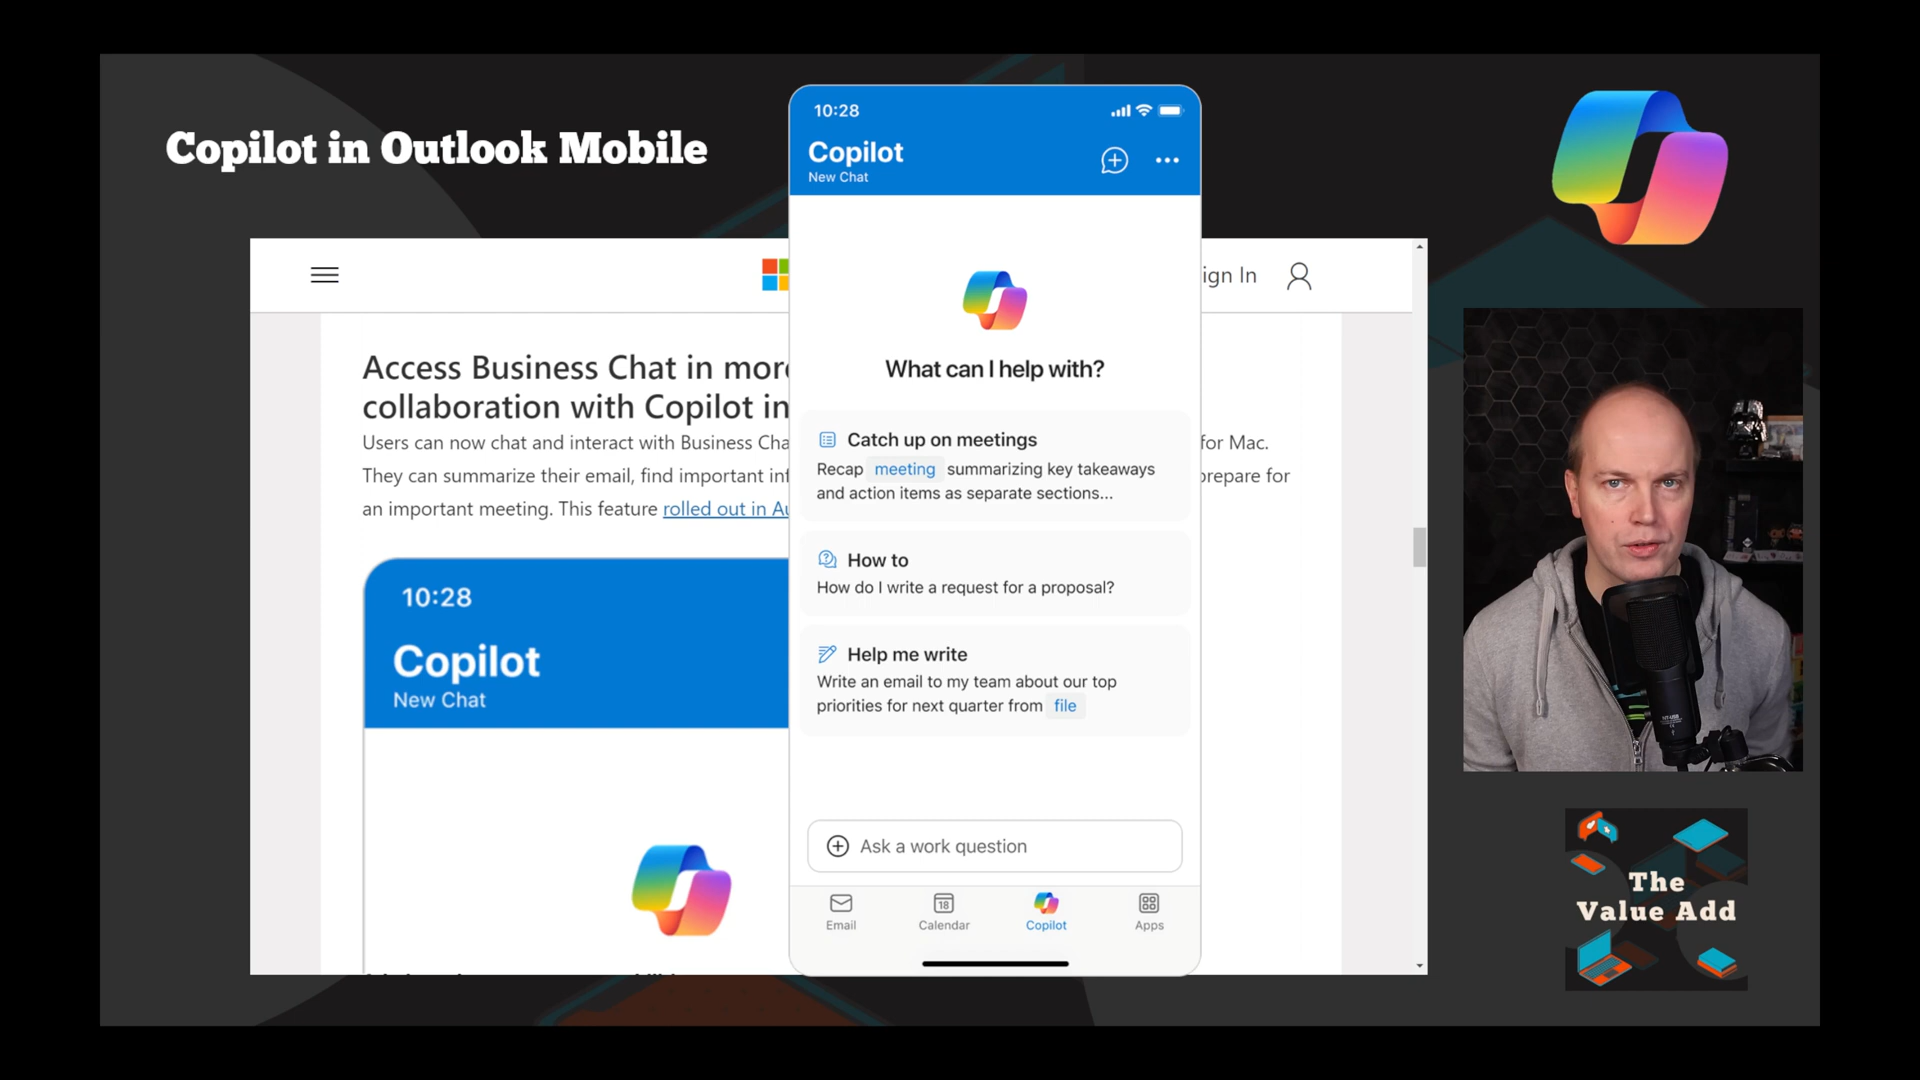 Copilot in Outlook Mobile
ign In
Access Business Chat in mor
collaboration with Copilot in
Users can now chat and interact with Business Cha
for Mac.
They can summarize their email, find important inf
prepare for
an important meeting. This feature rolled out in Au
10:28
Copilot
New Chat
10:28
Copilot
New Chat
What can I help with?
Catch up on meetings
Recap meeting summarizing key takeaways
and action items as separate sections...
How to
How do I write a request for a proposal?
Help me write
Write an email to my team about our top
priorities for next quarter from file
Ask a work question
18
Email
Calendar
Copilot
Apps
The
Value Add